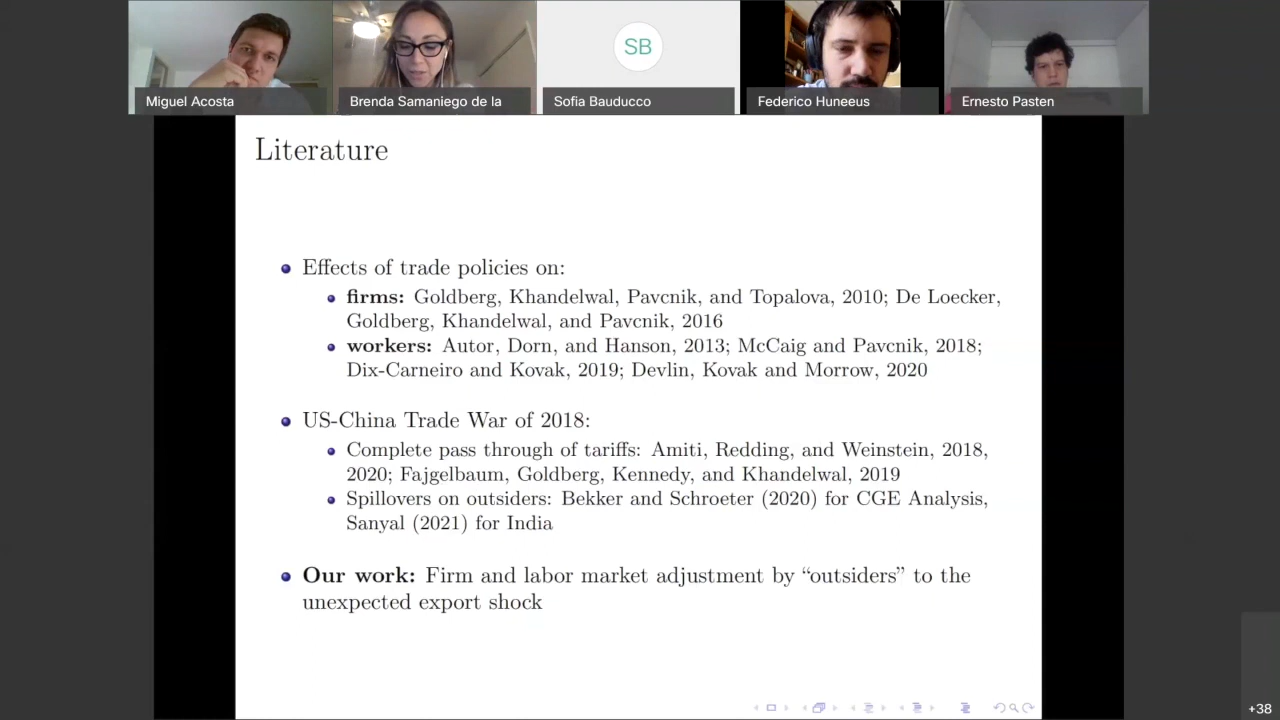 Miguel Acosta
Brenda Samaniego de la
SB
Sofia Bauducco
Federico Huneeus
Ernesto Pasten
Literature
Effects of trade policies on:
firms: Goldberg, Khandelwal, Pavcnik, and Topalova, 2010; De Loecker,
Goldberg, Khandelwal, and Pavcnik, 2016
workers: Autor, Dorn, and Hanson, 2013; McCaig and Pavcnik, 2018;
Dix-Carneiro and Kovak, 2019; Devlin, Kovak and Morrow, 2020
US-China Trade War of 2018:
Complete pass through of tariffs: Amiti, Redding, and Weinstein, 2018,
2020; Fajgelbaum, Goldberg, Kennedy, and Khandelwal, 2019
Spillovers on outsiders: Bekker and Schroeter (2020) for CGE Analysis,
Sanyal (2021) for India
Our work: Firm and labor market adjustment by “outsiders” to the
unexpected export shock
+38